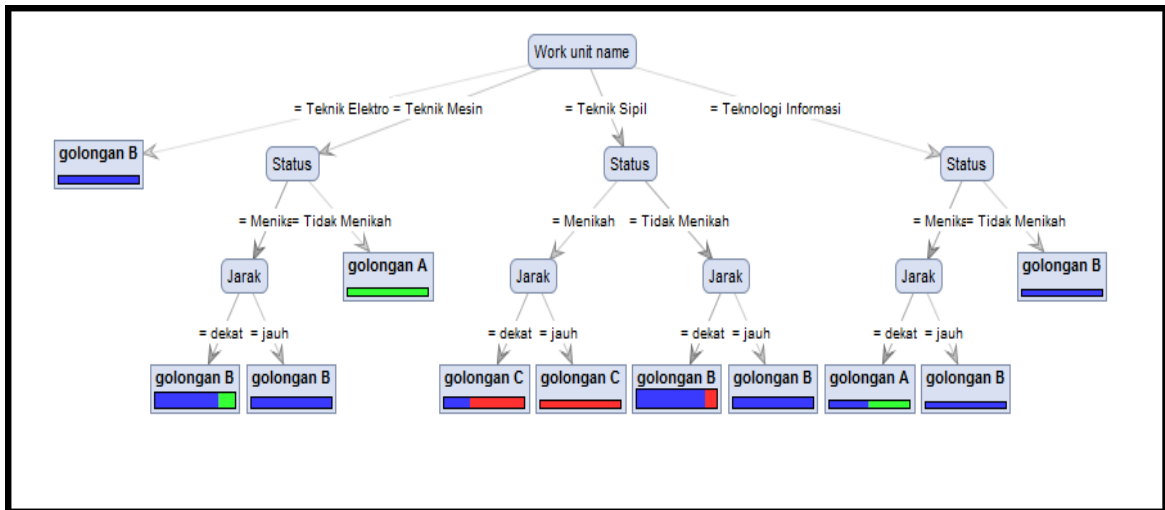 Work unit name
= Teknik Elektro = Teknik Mesin = Teknik Sipil = Teknologi Informasi
golongan B Status Status Status
= Menika = Tidak Menikah = Menikah = Tidak Menikah = Menika = Tidak Menikah
Jarak golongan A Jarak Jarak Jarak golongan B
= dekat = jauh = dekat = jauh = dekat = jauh = dekat = jauh
golongan B golongan B golongan C golongan C golongan B golongan B golongan A golongan B